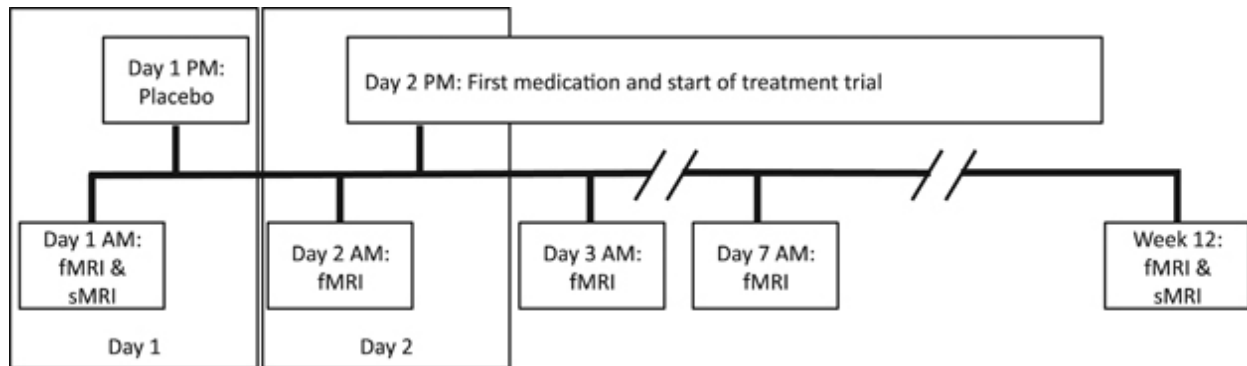 Day 1 PM:
Placebo
Day 2 PM: First medication and start of treatment trial
Day 1 AM:
fMRI &
sMRI
Day 2 AM:
fMRI
Day 3 AM:
fMRI
Day 7 AM:
fMRI
Week 12:
fMRI &
sMRI
Day 1
Day 2